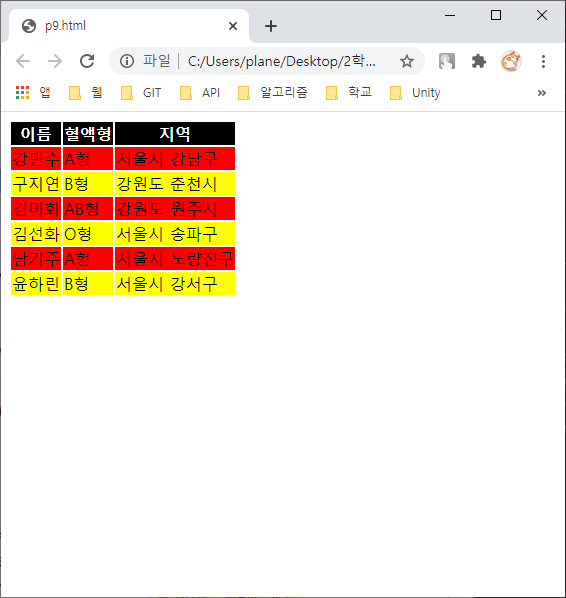 p9.html
파일 C:/Users/plane/Desktop/2학...
앱 웹 GIT API 알고리즘 학교 Unity »
이름 혈액형 지역
강민수 A형 서울시 강남구
구지연 B형 강원도 춘천시
김미화 AB형 강원도 원주시
김선화 O형 서울시 송파구
남기주 A형 서울시 노량진구
윤하린 B형 서울시 강서구